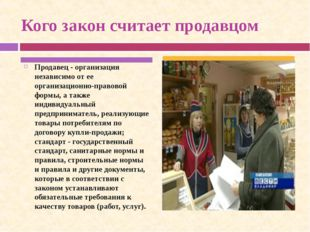 Кого закон считает продавцом
Продавец - организация
независимо от ее
организационно-правовой
формы, а также
индивидуальный
предприниматель, реализующие
товары потребителям по
договору купли-продажи;
стандарт - государственный
стандарт, санитарные нормы и
правила, строительные нормы
и правила и другие документы,
которые в соответствии с
законом устанавливают
обязательные требования к
качеству товаров (работ, услуг).
ВЕСТИ
ВЛАДИМИР